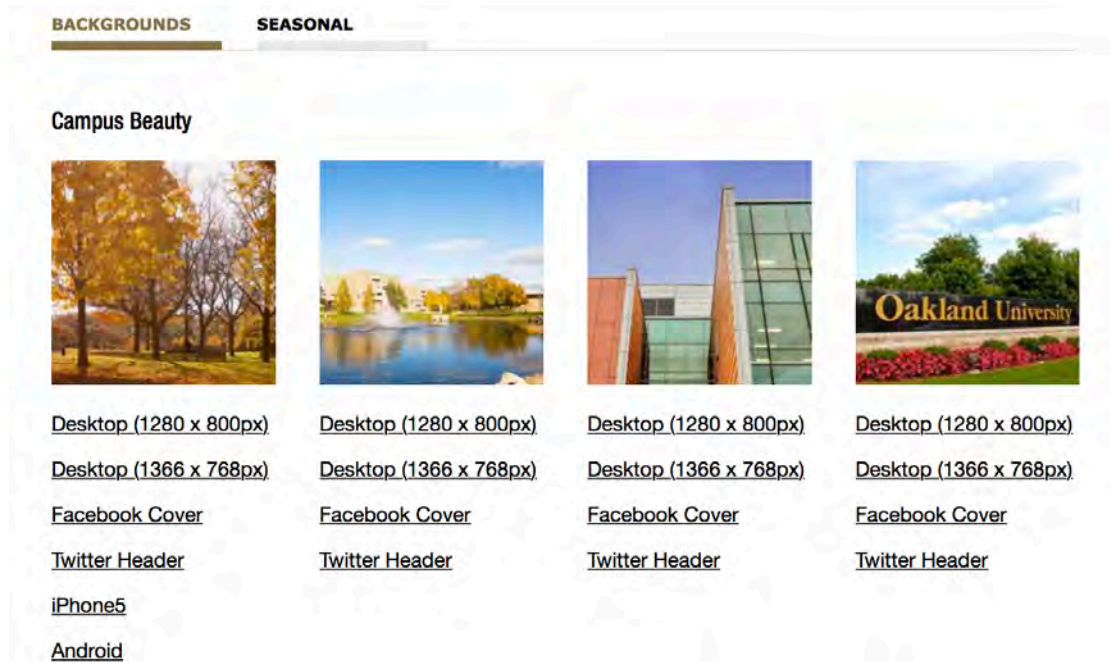 BACKGROUNDS SEASONAL
Campus Beauty
Oakland University
Desktop (1280 x 800px) Desktop (1280 x 800px) Desktop (1280 x 800px) Desktop (1280 x 800px)
Desktop (1366 x 768px) Desktop (1366 x 768px) Desktop (1366 x 768px) Desktop (1366 x 768px)
Facebook Cover Facebook Cover Facebook Cover Facebook Cover
Twitter Header Twitter Header Twitter Header Twitter Header
iPhone5
Android